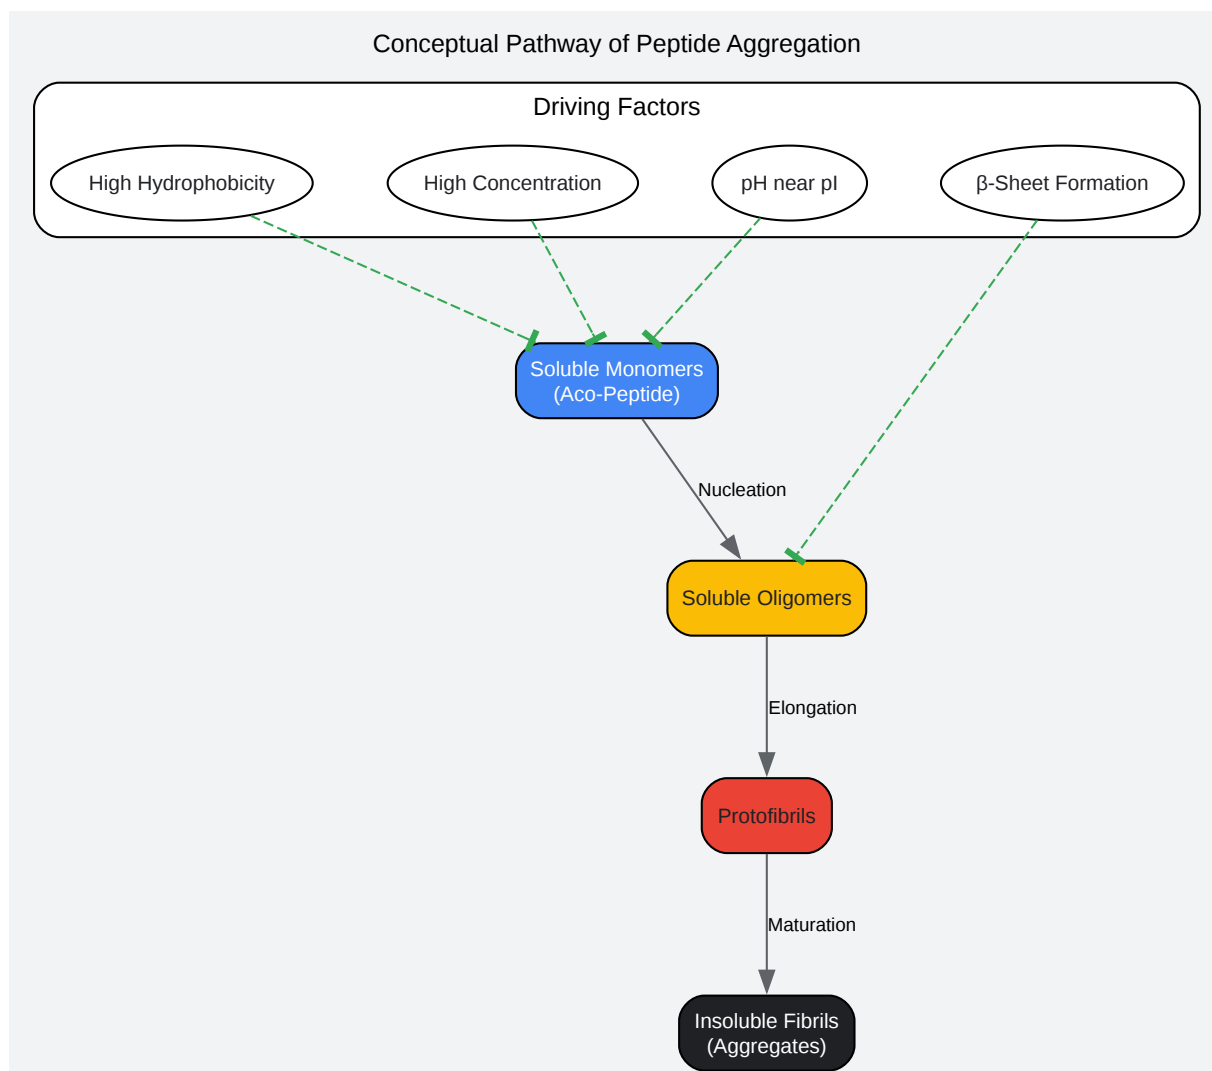 Conceptual Pathway of Peptide Aggregation
Driving Factors
High Hydrophobicity
High Concentration
pH near pI
β-Sheet Formation
Soluble Monomers
(Aco-Peptide)
Nucleation
Soluble Oligomers
Elongation
Protofibrils
Maturation
Insoluble Fibrils
(Aggregates)